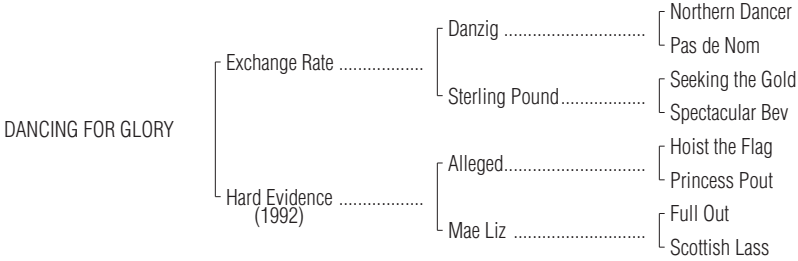 Northern Dancer
Danzig ..............................
Pas de Nom
Exchange Rate ..................
Seeking the Gold
Sterling Pound..................
Spectacular Bev
DANCING FOR GLORY
Hoist the Flag
Alleged..............................
Princess Pout
Hard Evidence ..................
(1992)
Full Out
Mae Liz ............................
Scottish Lass